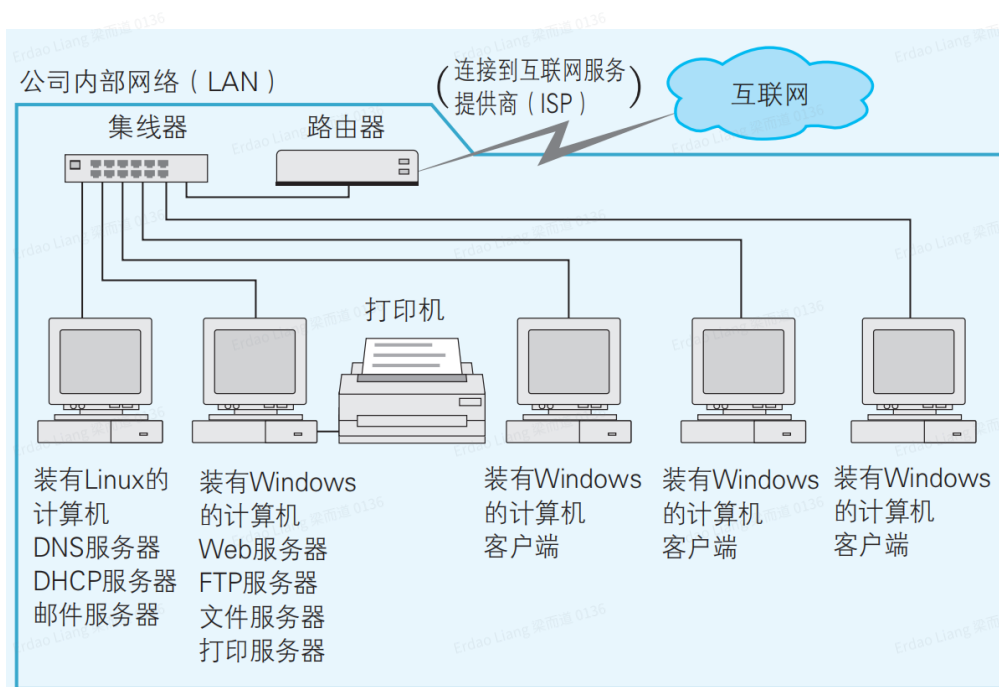 公司内部网络（LAN）
（连接到互联网服务
提供商（ISP）)
互联网
集线器
路由器
打印机
装有Linux的
计算机
DNS服务器
DHCP服务器
邮件服务器
装有Windows
的计算机
Web服务器
FTP服务器
文件服务器
打印服务器
装有Windows
的计算机
客户端
装有Windows
的计算机
客户端
装有Windows
的计算机
客户端
Erdao Liang 梁而道 0136